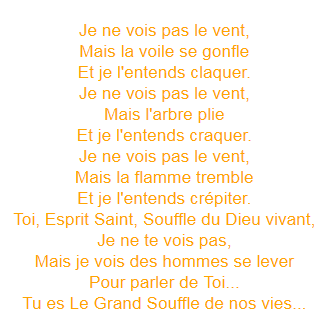 Je ne vois pas le vent,
Mais la voile se gonfle
Et je l'entends claquer.
Je ne vois pas le vent,
Mais l'arbre plie
Et je l'entends craquer.
Je ne vois pas le vent,
Mais la flamme tremble
Et je l'entends crépiter.
Toi, Esprit Saint, Souffle du Dieu vivant,
Je ne te vois pas,
Mais je vois des hommes se lever
Pour parler de Toi...
Tu es Le Grand Souffle de nos vies...